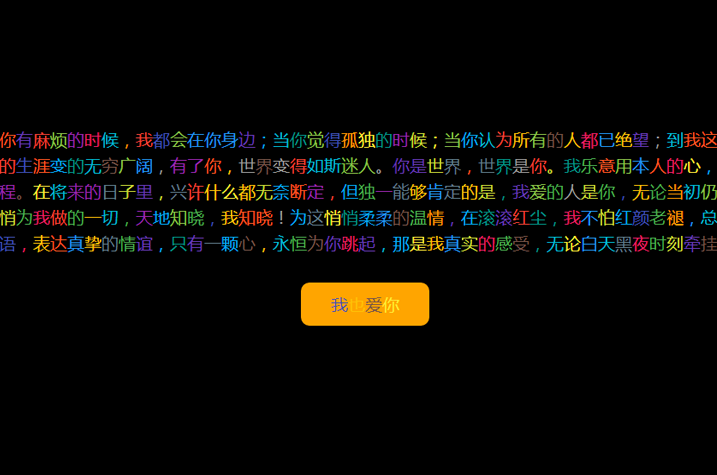 你有麻烦的时候，我都会在你身边；当你觉得孤独的时候；当你认为所有的人都已绝望；到我这
的生涯变的无穷广阔，有了你，世界变得如斯迷人。你是世界，世界是你。我乐意用本人的心，
程。在将来的日子里，兴许什么都无奈断定，但独一能够肯定的是，我爱的人是你，无论当初仍
悄为我做的一切，天地知晓，我知晓！为这悄悄柔柔的温情，在滚滚红尘，我不怕红颜老褪，总
语，表达真挚的情谊，只有一颗心，永恒为你跳起，那是我真实的感受，无论白天黑夜时刻牵挂
我也爱你